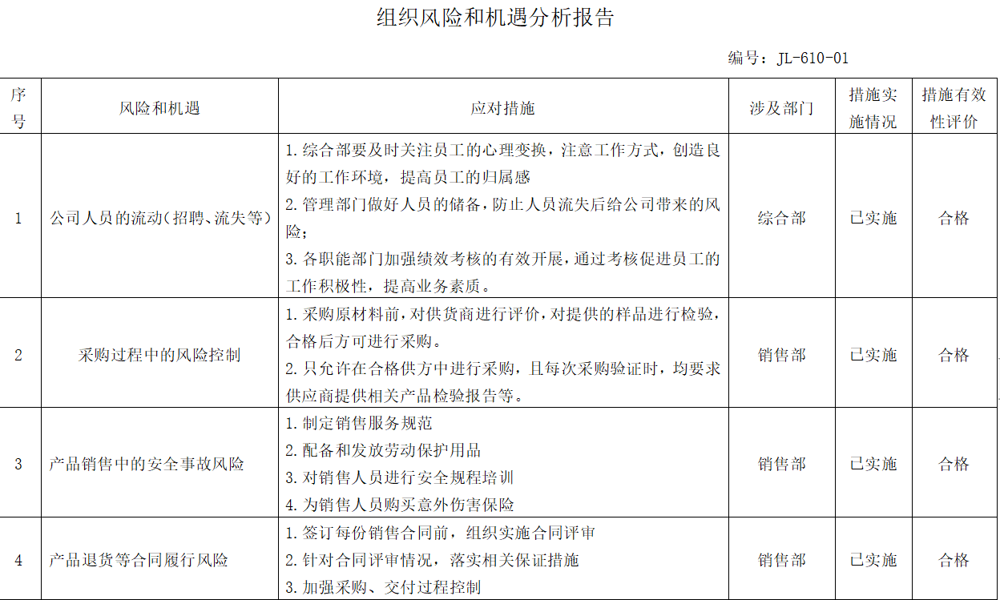 组织风险和机遇分析报告
编号：JL-610-01
序号 风险和机遇 应对措施 涉及部门 措施实施情况 措施有效性评价
1 公司人员的流动（招聘、流失等）
1.综合部要及时关注员工的心理变换，注意工作方式，创造良
好的工作环境，提高员工的归属感
2.管理部门做好人员的储备，防止人员流失后给公司带来的风
险；
3.各职能部门加强绩效考核的有效开展，通过考核促进员工的
工作积极性，提高业务素质。
综合部 已实施 合格
2 采购过程中的风险控制
1.采购原材料前，对供货商进行评价，对提供的样品进行检验，
合格后方可进行采购。
2.只允许在合格供方中进行采购，且每次采购验证时，均要求
供应商提供相关产品检验报告等。
销售部 已实施 合格
3 产品销售中的安全事故风险
1.制定销售服务规范
2.配备和发放劳动保护用品
3.对销售人员进行安全规程培训
4.为销售人员购买意外伤害保险
销售部 已实施 合格
4 产品退货等合同履行风险
1.签订每份销售合同前，组织实施合同评审
2.针对合同评审情况，落实相关保证措施
3.加强采购、交付过程控制
销售部 已实施 合格